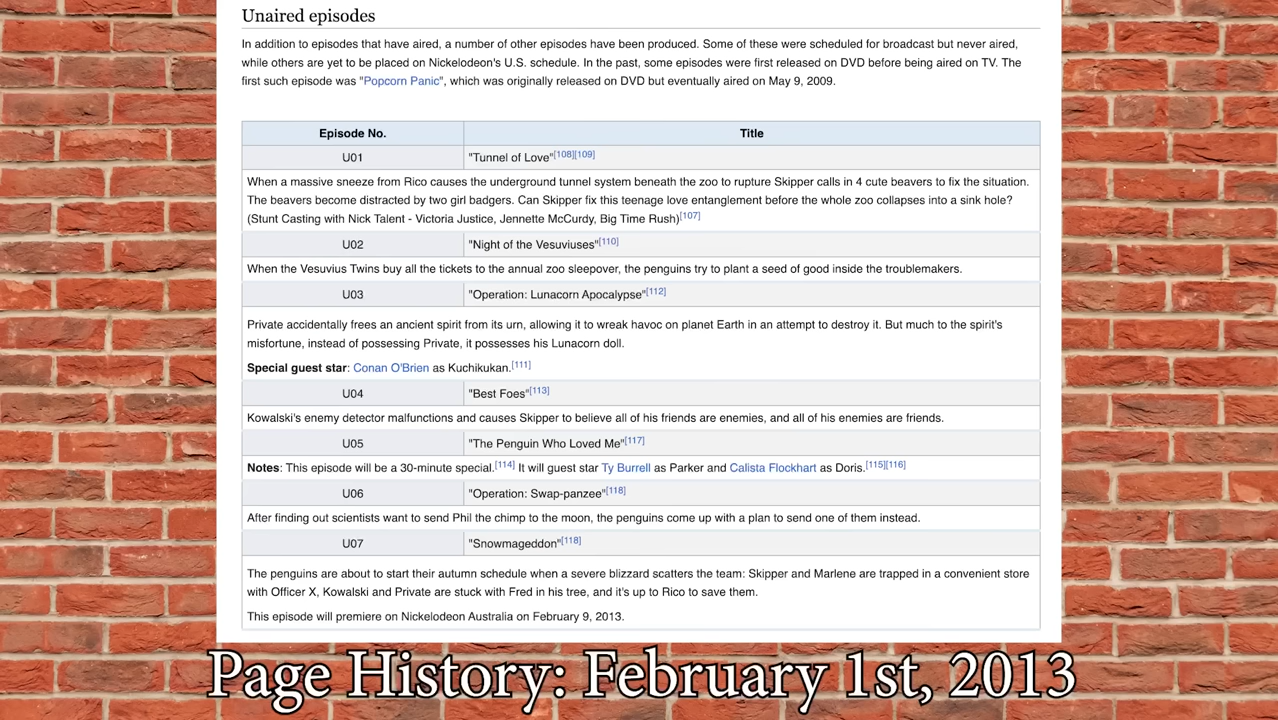 Unaired episodes
In addition to episodes that have aired, a number of other episodes have been produced. Some of these were scheduled for broadcast but never aired,
while others are yet to be placed on Nickelodeon's U.S. schedule. In the past, some episodes were first released on DVD before being aired on TV. The
first such episode was "Popcorn Panic", which was originally released on DVD but eventually aired on May 9, 2009.
Episode No. Title
U01 "Tunnel of Love"[108][109]
When a massive sneeze from Rico causes the underground tunnel system beneath the zoo to rupture Skipper calls in 4 cute beavers to fix the situation.
The beavers become distracted by two girl badgers. Can Skipper fix this teenage love entanglement before the whole zoo collapses into a sink hole?
(Stunt Casting with Nick Talent - Victoria Justice, Jennette McCurdy, Big Time Rush)[107]
U02 "Night of the Vesuviuses"[110]
When the Vesuvius Twins buy all the tickets to the annual zoo sleepover, the penguins try to plant a seed of good inside the troublemakers.
U03 "Operation: Lunacorn Apocalypse"[112]
Private accidentally frees an ancient spirit from its urn, allowing it to wreak havoc on planet Earth in an attempt to destroy it. But much to the spirit's
misfortune, instead of possessing Private, it possesses his Lunacorn doll.
Special guest star: Conan O'Brien as Kuchikukan.[111]
U04 "Best Foes"[113]
Kowalski's enemy detector malfunctions and causes Skipper to believe all of his friends are enemies, and all of his enemies are friends.
U05 "The Penguin Who Loved Me"[117]
Notes: This episode will be a 30-minute special.[114] It will guest star Ty Burrell as Parker and Calista Flockhart as Doris.[115][116]
U06 "Operation: Swap-panzee"[118]
After finding out scientists want to send Phil the chimp to the moon, the penguins come up with a plan to send one of them instead.
U07 "Snowmageddon"[118]
The penguins are about to start their autumn schedule when a severe blizzard scatters the team: Skipper and Marlene are trapped in a convenient store
with Officer X, Kowalski and Private are stuck with Fred in his tree, and it's up to Rico to save them.
This episode will premiere on Nickelodeon Australia on February 9, 2013.
Page History: February 1st, 2013